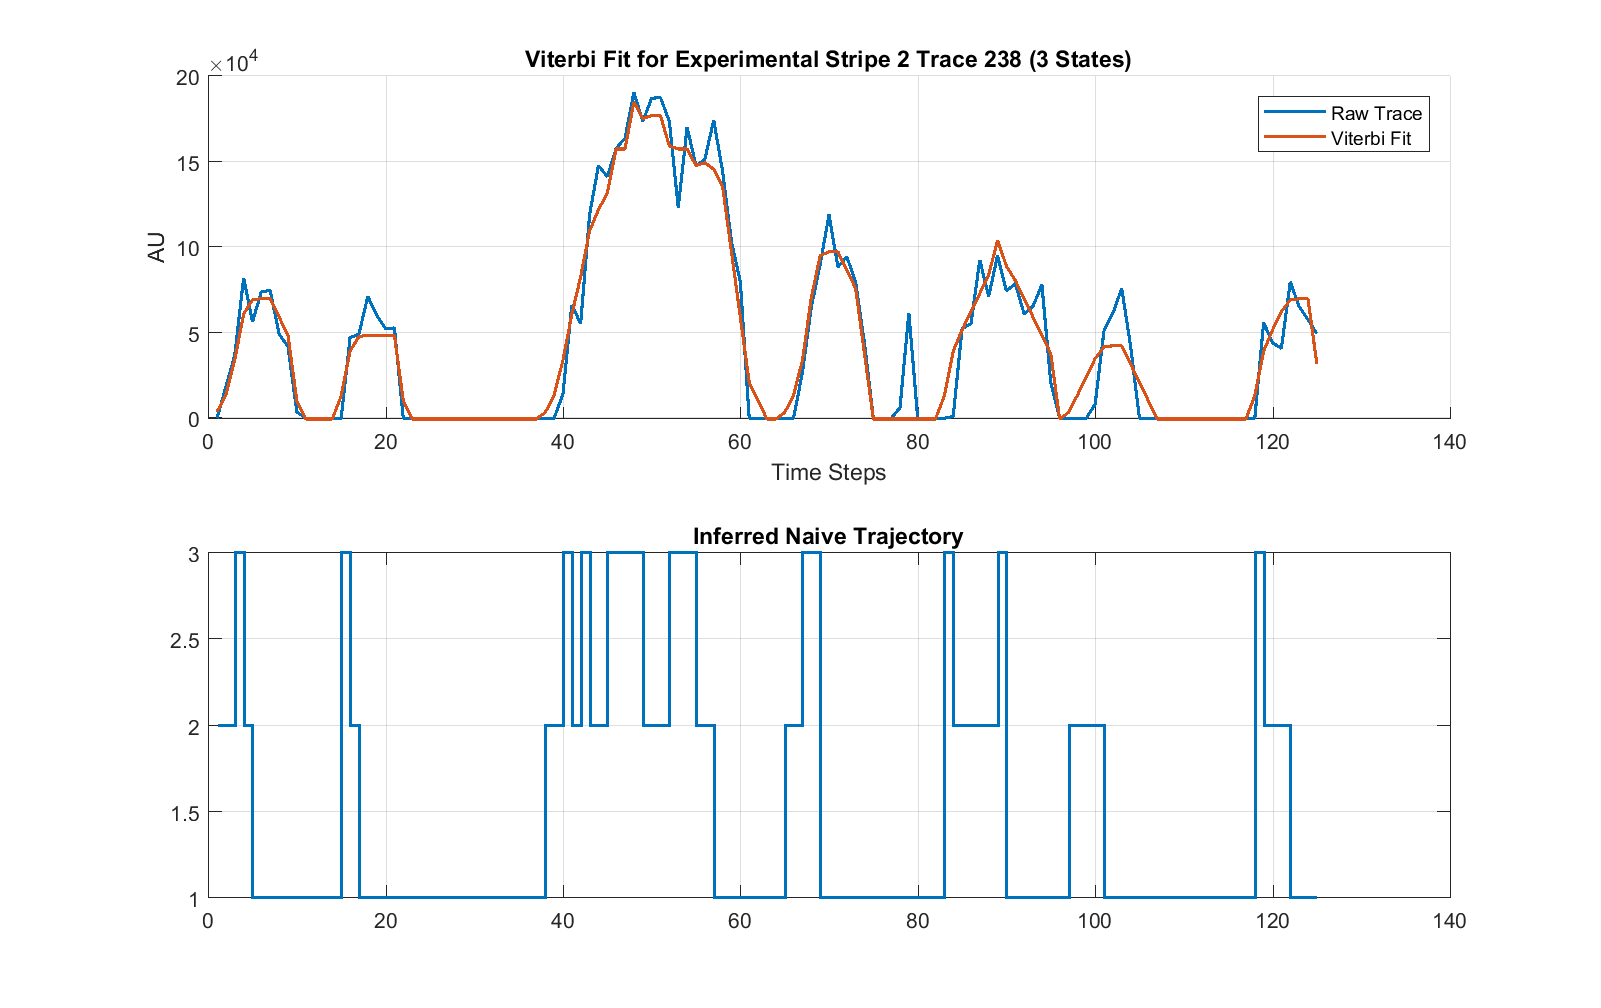 Viterbi Fit for Experimental Stripe 2 Trace 238 (3 States)
×10⁴
20
15
10
5
0
AU
Raw Trace
Viterbi Fit
0 20 40 60 80 100 120 140
Time Steps
Inferred Naive Trajectory
3
2.5
2
1.5
1
0 20 40 60 80 100 120 140